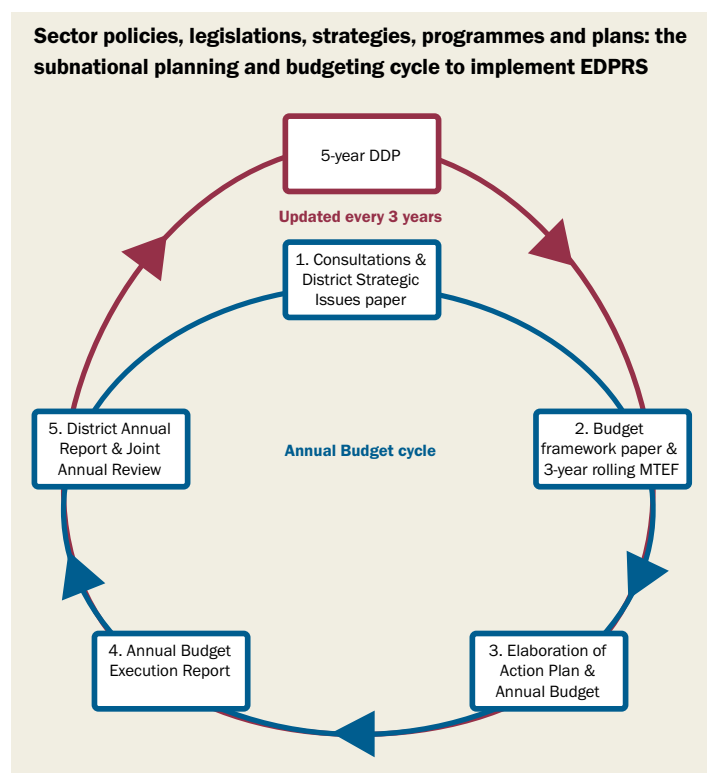 Sector policies, legislations, strategies, programmes and plans: the
subnational planning and budgeting cycle to implement EDPRS
5-year DDP
Updated every 3 years
1. Consultations &
District Strategic
Issues paper
5. District Annual
Report & Joint
Annual Review
Annual Budget cycle
2. Budget
framework paper &
3-year rolling MTEF
4. Annual Budget
Execution Report
3. Elaboration of
Action Plan &
Annual Budget